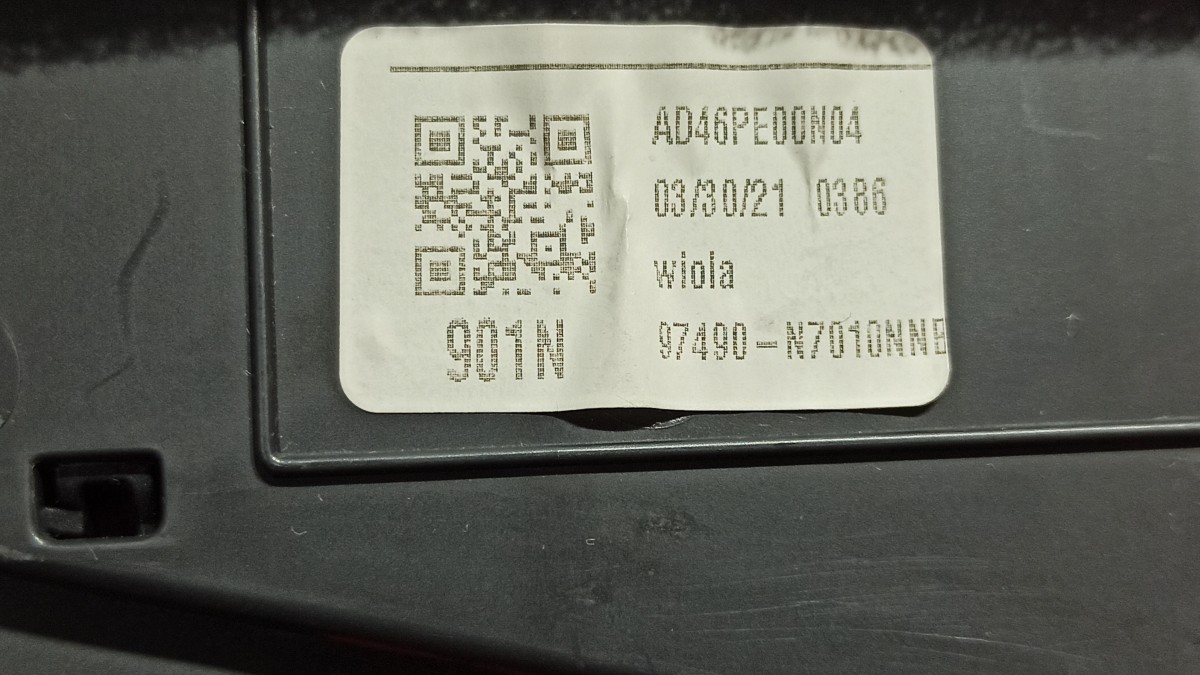 AD46PE00N04
03/30/21 0386
wiola
97490-N7010NNB
901N